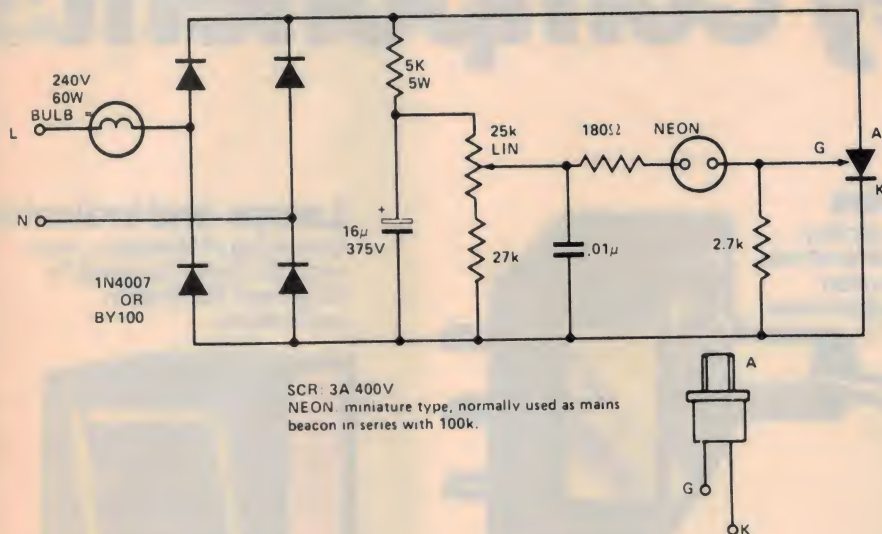 240V
60W
BULB
L
N
1N4007
OR
BY100
5K
5W
16µ
375V
+
25k
LIN
27k
180Ω
NEON
.01µ
G
A
K
2.7k
SCR: 3A 400V
NEON. miniature type, normally used as mains
beacon in series with 100k.
A
G
K